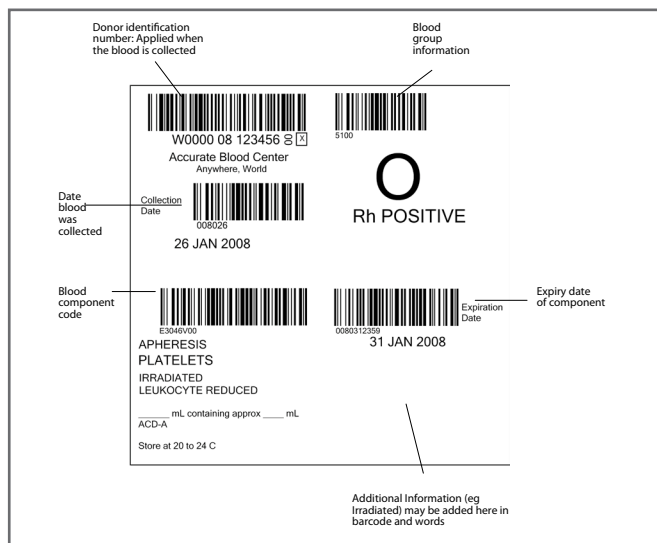 Donor identification
number: Applied when
the blood is collected
Blood
group
information
W0000 08 123456 00 X
Accurate Blood Center
Anywhere, World
5100
O
Rh POSITIVE
Date
blood
was
collected
Collection
Date
008026
26 JAN 2008
Blood
component
code
E3046V00
APHERESIS
PLATELETS
IRRADIATED
LEUKOCYTE REDUCED
______ mL containing approx ____ mL
ACD-A
Store at 20 to 24 C
0080312359
Expiration
Date
31 JAN 2008
Expiry date
of component
Additional Information (eg
Irradiated) may be added here in
barcode and words